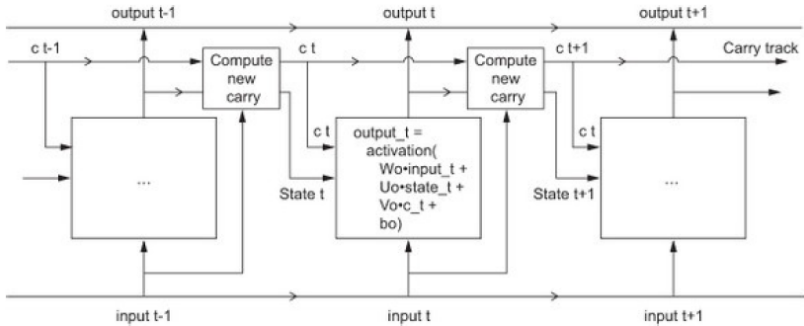 output t-1
output t
output t+1
c t-1
Compute
new
carry
c t
Compute
new
carry
c t+1
Carry track
...
c t
output_t =
activation(
Wo•input_t +
Uo•state_t +
Vo•c_t +
bo)
c t
...
State t
State t+1
input t-1
input t
input t+1